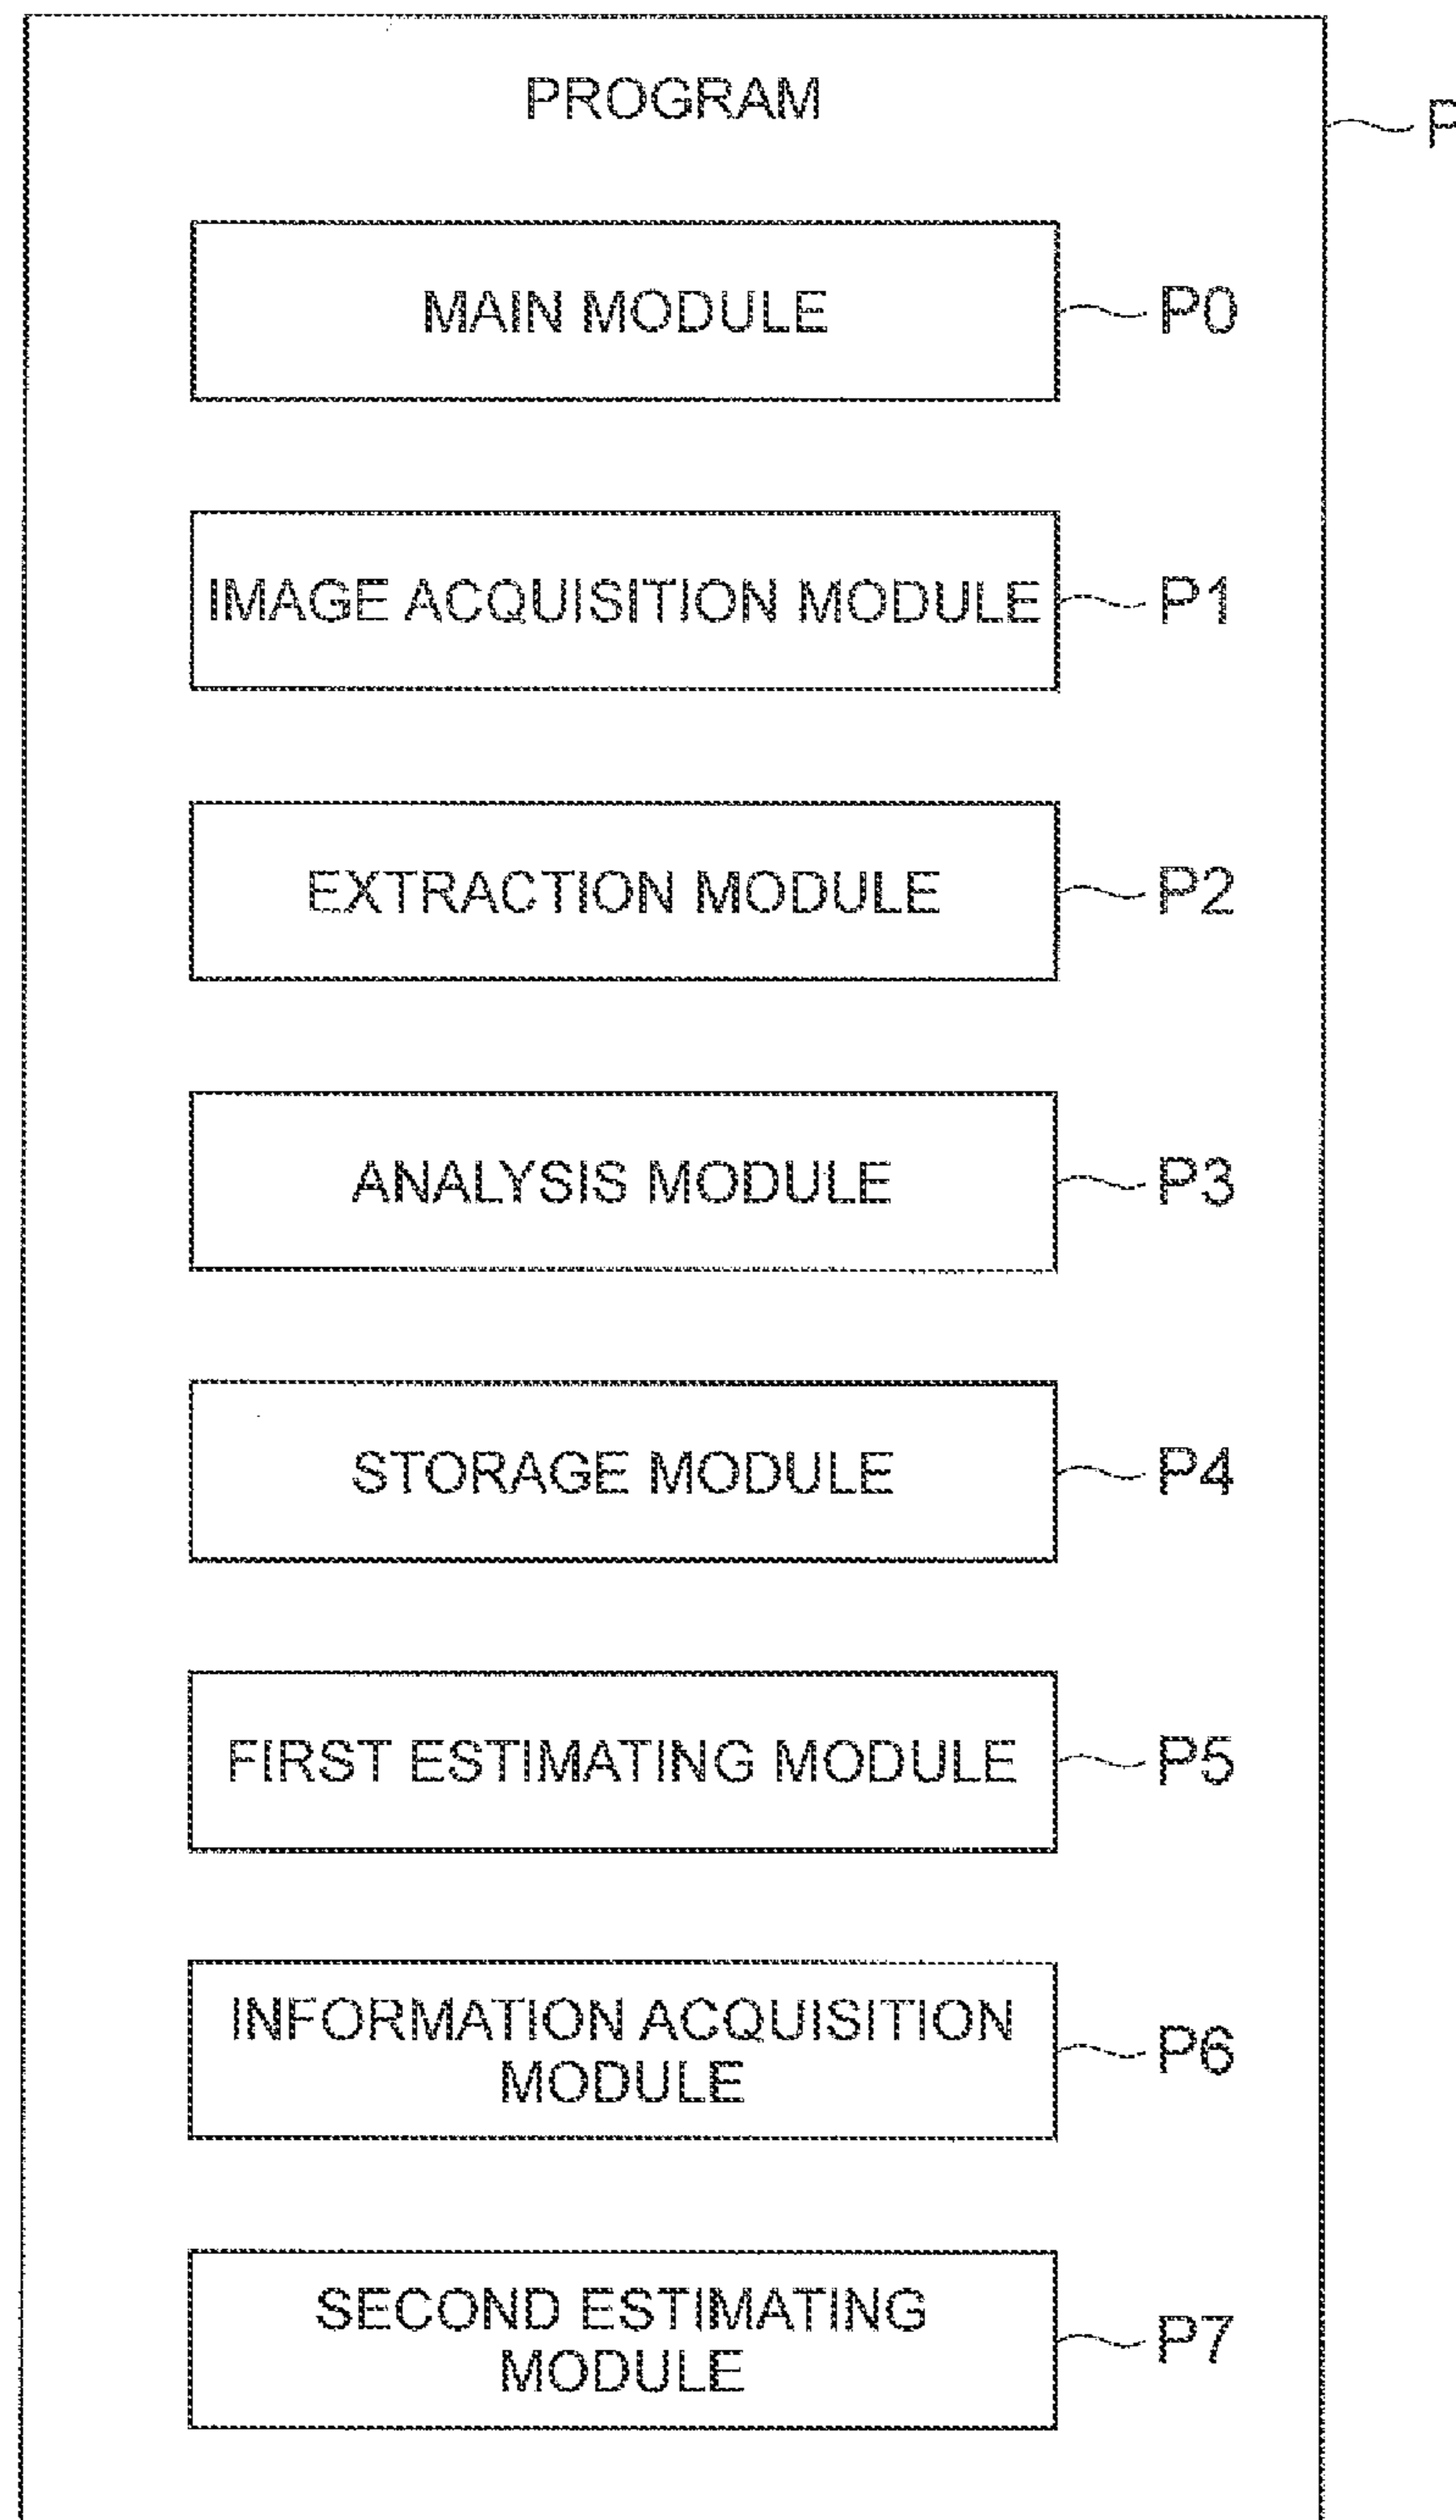 PROGRAM
MAIN MODULE
P0
IMAGE ACQUISITION MODULE
P1
EXTRACTION MODULE
P2
ANALYSIS MODULE
P3
STORAGE MODULE
P4
FIRST ESTIMATING MODULE
P5
INFORMATION ACQUISITION
MODULE
P6
SECOND ESTIMATING
MODULE
P7